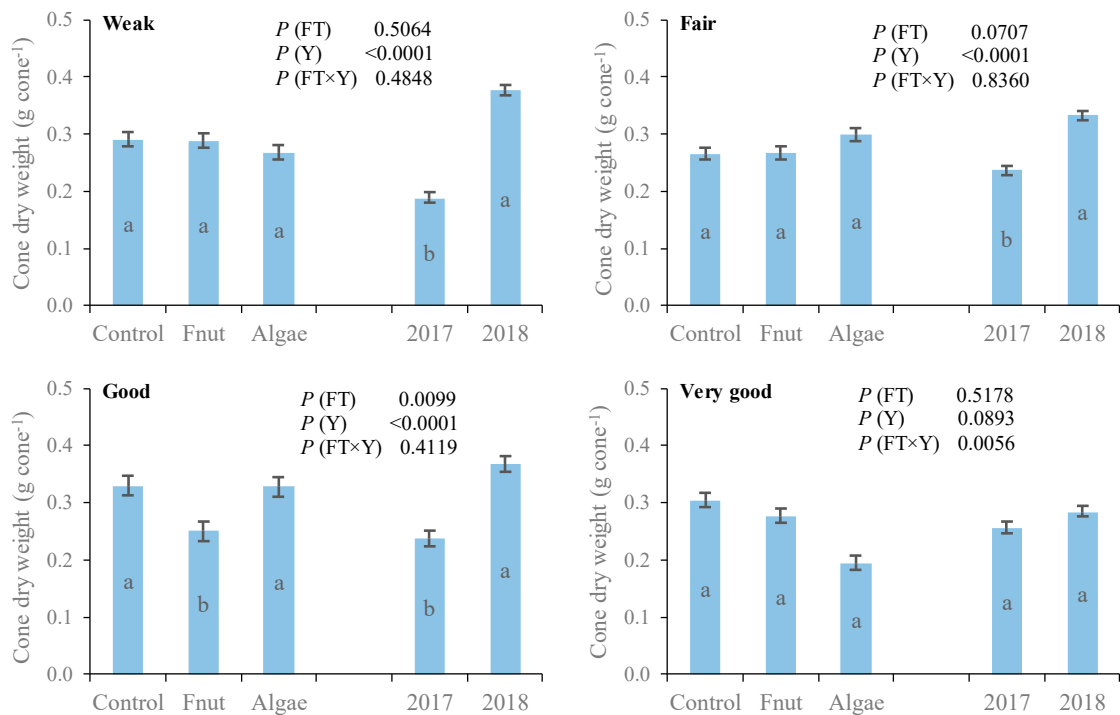 Weak
P (FT) 0.5064
P (Y) <0.0001
P (FT×Y) 0.4848
Cone dry weight (g cone⁻¹)
0.5
0.4
0.3
0.2
0.1
0.0
a
a
a
b
a
Control Fnut Algae 2017 2018
Fair
P (FT) 0.0707
P (Y) <0.0001
P (FT×Y) 0.8360
Cone dry weight (g cone⁻¹)
0.5
0.4
0.3
0.2
0.1
0.0
a
a
a
b
a
Control Fnut Algae 2017 2018
Good
P (FT) 0.0099
P (Y) <0.0001
P (FT×Y) 0.4119
Cone dry weight (g cone⁻¹)
0.5
0.4
0.3
0.2
0.1
0.0
a
b
a
b
a
Control Fnut Algae 2017 2018
Very good
P (FT) 0.5178
P (Y) 0.0893
P (FT×Y) 0.0056
Cone dry weight (g cone⁻¹)
0.5
0.4
0.3
0.2
0.1
0.0
a
a
a
a
a
Control Fnut Algae 2017 2018